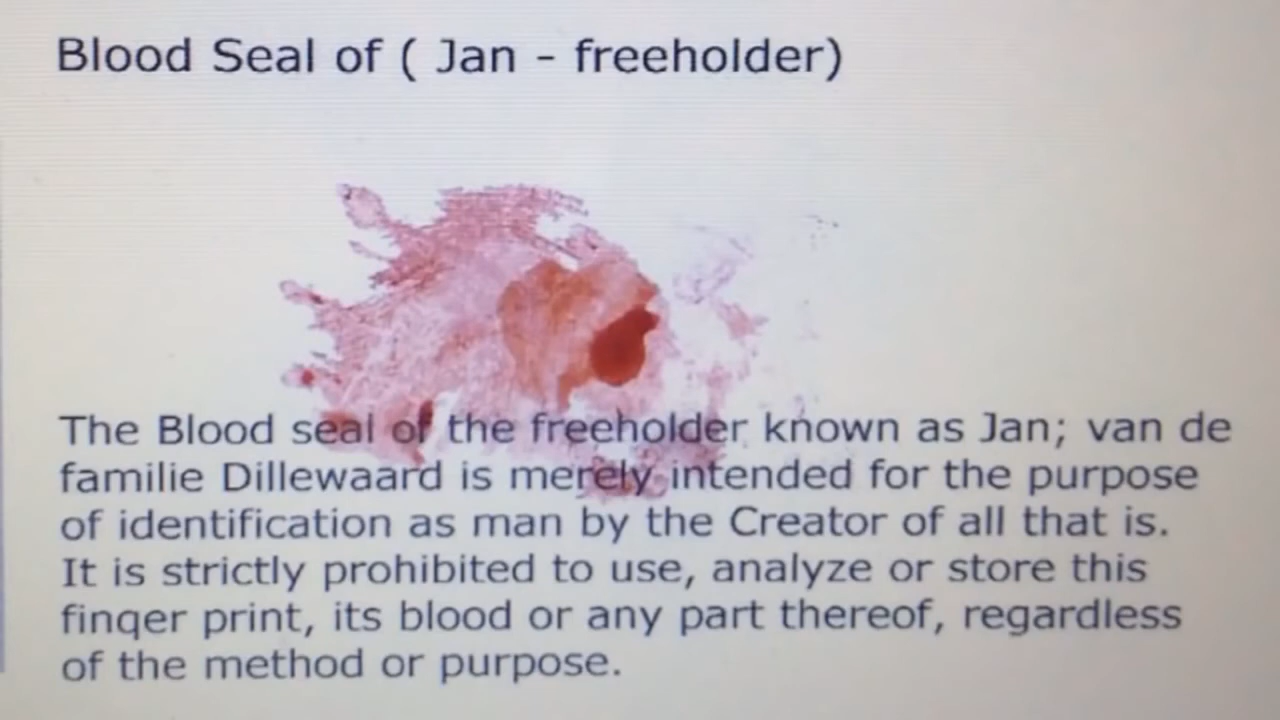 Blood Seal of ( Jan - freeholder)
The Blood seal of the freeholder known as Jan; van de
familie Dillewaard is merely intended for the purpose
of identification as man by the Creator of all that is.
It is strictly prohibited to use, analyze or store this
finger print, its blood or any part thereof, regardless
of the method or purpose.